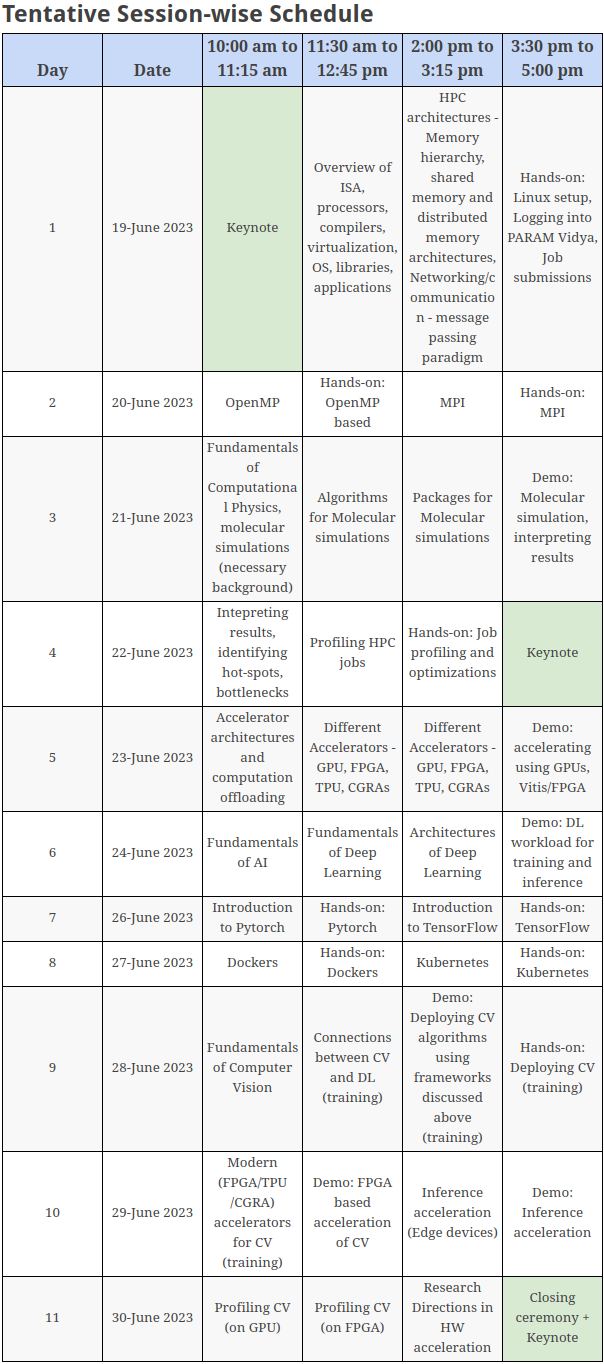 Tentative Session-wise Schedule
Day
Date
10:00 am to
11:15 am
11:30 am to
12:45 pm
2:00 pm to
3:15 pm
3:30 pm to
5:00 pm
1
19-June 2023
Keynote
Overview of
ISA,
processors,
compilers,
virtualization,
OS, libraries,
applications
HPC
architectures -
Memory
hierarchy,
shared
memory and
distributed
memory
architectures,
Networking/c
ommunicatio
n - message
passing
paradigm
Hands-on:
Linux setup,
Logging into
PARAM Vidya,
Job
submissions
2
20-June 2023
OpenMP
Hands-on:
OpenMP
based
MPI
Hands-on:
MPI
3
21-June 2023
Fundamentals
of
Computationa
l Physics,
molecular
simulations
(necessary
background)
Algorithms
for Molecular
simulations
Packages for
Molecular
simulations
Demo:
Molecular
simulation,
interpreting
results
4
22-June 2023
Intepreting
results,
identifying
hot-spots,
bottlenecks
Profiling HPC
jobs
Hands-on: Job
profiling and
optimizations
Keynote
5
23-June 2023
Accelerator
architectures
and
computation
offloading
Different
Accelerators -
GPU, FPGA,
TPU, CGRAs
Different
Accelerators -
GPU, FPGA,
TPU, CGRAs
Demo:
accelerating
using GPUs,
Vitis/FPGA
6
24-June 2023
Fundamentals
of AI
Fundamentals
of Deep
Learning
Architectures
of Deep
Learning
Demo: DL
workload for
training and
inference
7
26-June 2023
Introduction
to Pytorch
Hands-on:
Pytorch
Introduction
to TensorFlow
Hands-on:
TensorFlow
8
27-June 2023
Dockers
Hands-on:
Dockers
Kubernetes
Hands-on:
Kubernetes
9
28-June 2023
Fundamentals
of Computer
Vision
Connections
between CV
and DL
(training)
Demo:
Deploying CV
algorithms
using
frameworks
discussed
above
(training)
Hands-on:
Deploying CV
(training)
10
29-June 2023
Modern
(FPGA/TPU
/CGRA)
accelerators
for CV
(training)
Demo: FPGA
based
acceleration
of CV
Inference
acceleration
(Edge devices)
Demo:
Inference
acceleration
11
30-June 2023
Profiling CV
(on GPU)
Profiling CV
(on FPGA)
Research
Directions in
HW
acceleration
Closing
ceremony +
Keynote